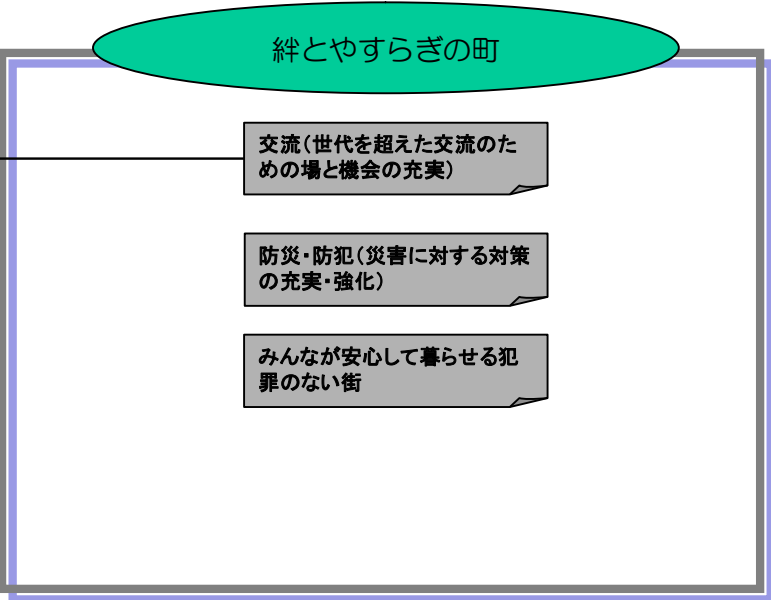 絆とやすらぎの町
交流(世代を超えた交流のた
めの場と機会の充実)
防災・防犯(災害に対する対策
の充実・強化)
みんなが安心して暮らせる犯
罪のない街